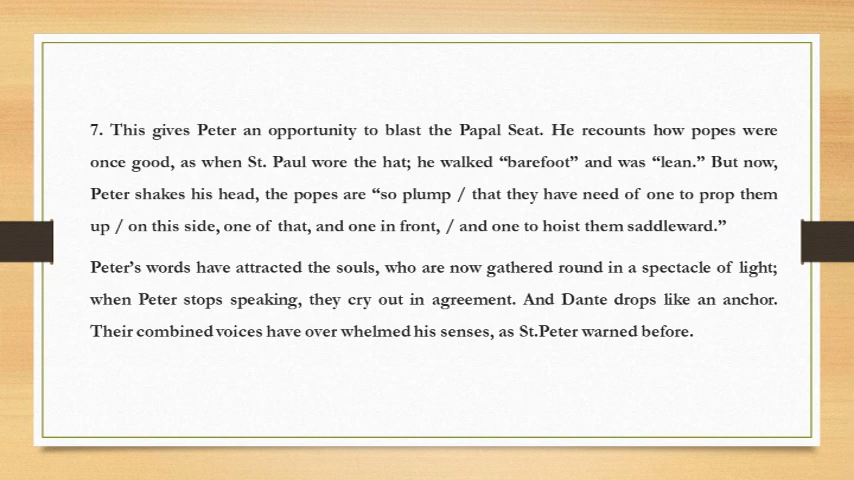 7. This gives Peter an opportunity to blast the Papal Seat. He recounts how popes were
once good, as when St. Paul wore the hat; he walked “barefoot” and was “lean.” But now,
Peter shakes his head, the popes are “so plump / that they have need of one to prop them
up / on this side, one of that, and one in front, / and one to hoist them saddleward.”
Peter’s words have attracted the souls, who are now gathered round in a spectacle of light;
when Peter stops speaking, they cry out in agreement. And Dante drops like an anchor.
Their combined voices have over whelmed his senses, as St.Peter warned before.